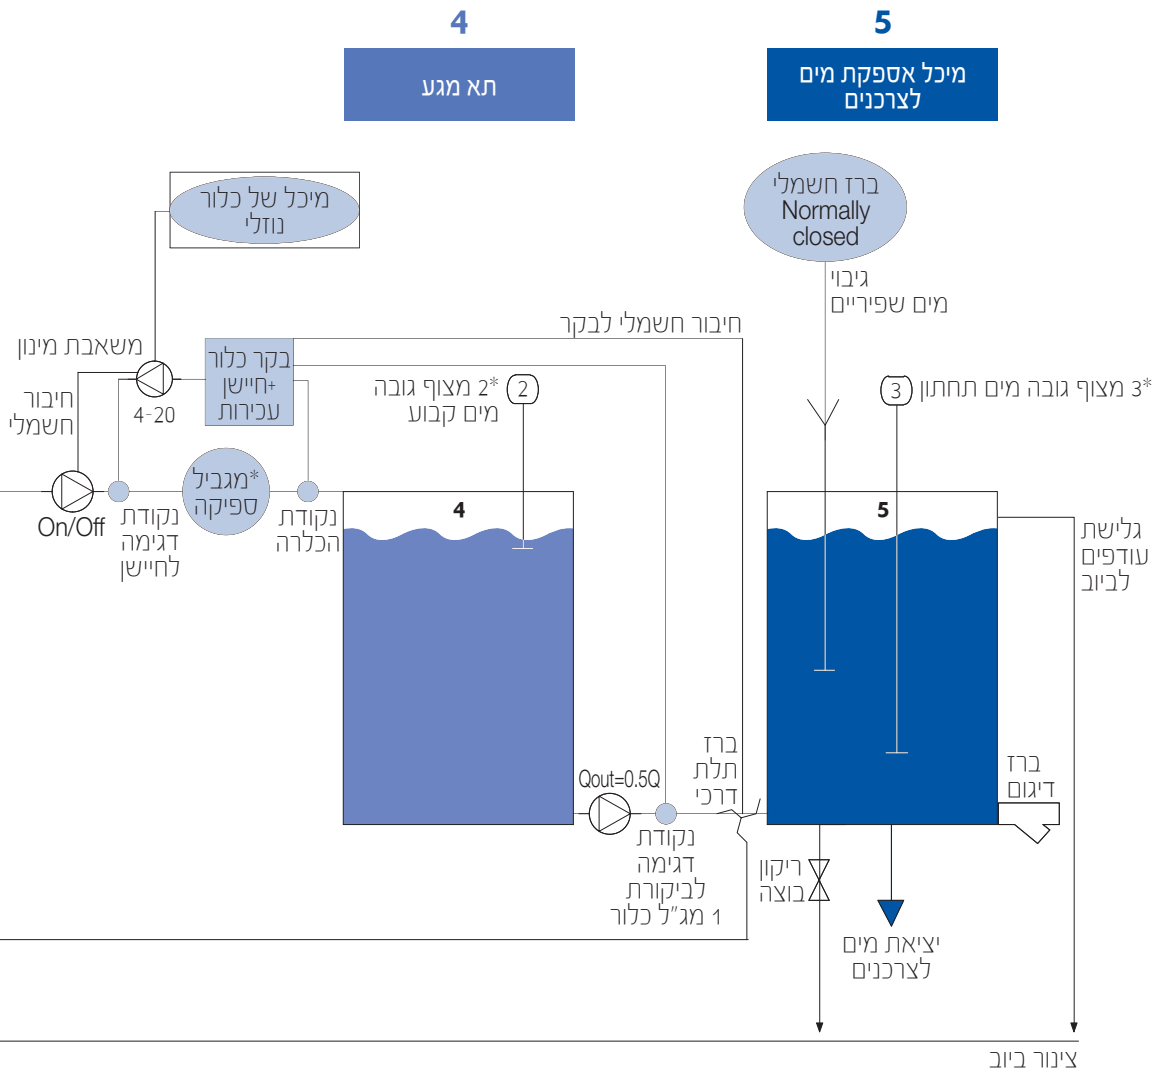 5
מיכל אספקת מים
לצרכנים
4
תא מגע
ברז חשמלי
Normally
closed
גיבוי
מים שפיריים
מיכל של כלור
נוזלי
חיבור חשמלי לבקר
משאבת מינון
4-20
בקר כלור
+חיישן
עכירות
חיבור
חשמלי
*2 מצוף גובה
מים קבוע
2
*3 מצוף גובה מים תחתון
3
On/Off
נקודת
דגימה
לחיישן
*מגביל
ספיקה
נקודת
הכלרה
4
5
גלישת
עודפים
לביוב
Qout=0.5Q
ברז
תלת
דרכי
ברז
דיגום
נקודת
דגימה
לביקורת
1 מג"ל כלור
ריקון
בוצה
יציאת מים
לצרכנים
צינור ביוב